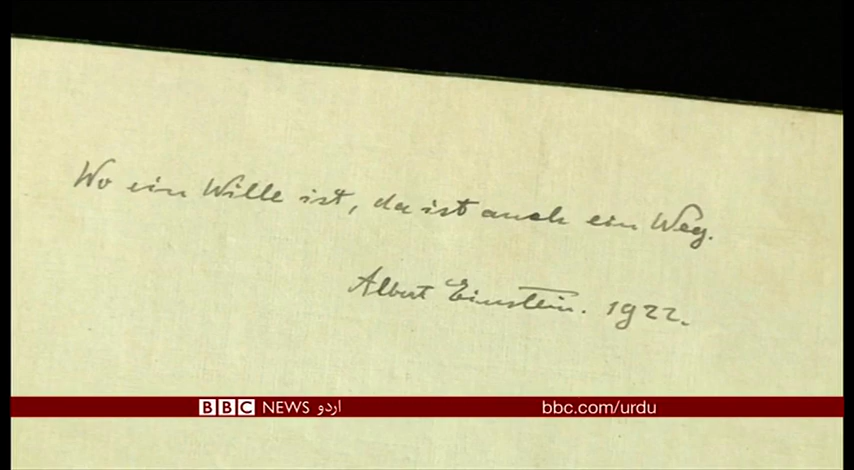 Wo ein Wille ist, da ist auch ein Weg.
Albert Einstein. 1922.
BBC NEWS اردو
bbc.com/urdu